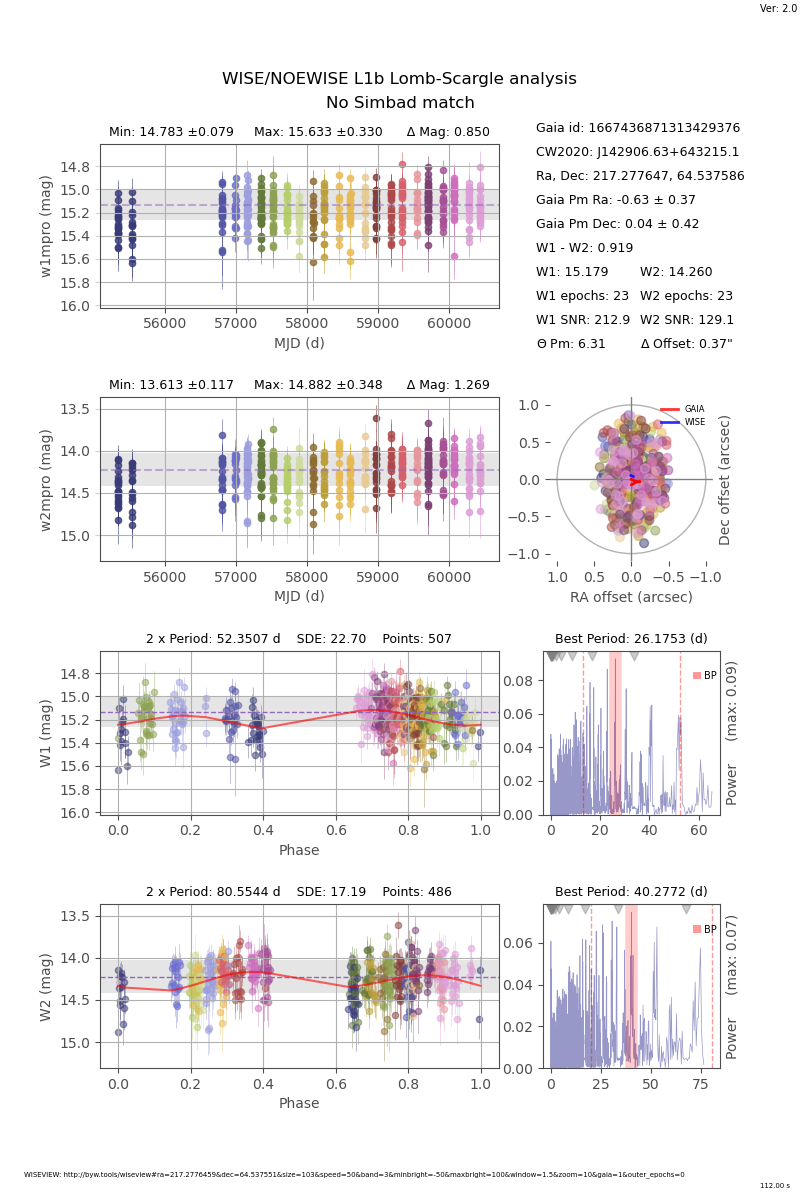 Ver: 2.0
WISE/NOEWISE L1b Lomb-Scargle analysis
No Simbad match
Min: 14.783 ±0.079 Max: 15.633 ±0.330 Δ Mag: 0.850
14.8
15.0
15.2
15.4
15.6
15.8
16.0
w1mpro (mag)
56000 57000 58000 59000 60000
MJD (d)
Gaia id: 1667436871313429376
CW2020: J142906.63+643215.1
Ra, Dec: 217.277647, 64.537586
Gaia Pm Ra: -0.63 ± 0.37
Gaia Pm Dec: 0.04 ± 0.42
W1 - W2: 0.919
W1: 15.179 W2: 14.260
W1 epochs: 23 W2 epochs: 23
W1 SNR: 212.9 W2 SNR: 129.1
Θ Pm: 6.31 Δ Offset: 0.37"
Min: 13.613 ±0.117 Max: 14.882 ±0.348 Δ Mag: 1.269
13.5
14.0
14.5
15.0
w2mpro (mag)
56000 57000 58000 59000 60000
MJD (d)
1.0
0.5
0.0
−0.5
−1.0
GAIA
WISE
Dec offset (arcsec)
1.0 0.5 0.0 −0.5 −1.0
RA offset (arcsec)
2 x Period: 52.3507 d SDE: 22.70 Points: 507
14.8
15.0
15.2
15.4
15.6
15.8
16.0
W1 (mag)
0.0 0.2 0.4 0.6 0.8 1.0
Phase
Best Period: 26.1753 (d)
0.08
0.06
0.04
0.02
0.00
BP
Power (max: 0.09)
0 20 40 60
2 x Period: 80.5544 d SDE: 17.19 Points: 486
13.5
14.0
14.5
15.0
W2 (mag)
0.0 0.2 0.4 0.6 0.8 1.0
Phase
Best Period: 40.2772 (d)
0.06
0.04
0.02
0.00
BP
Power (max: 0.07)
0 25 50 75
WISEVIEW: http://byw.tools/wiseview#ra=217.2776459&dec=64.537551&size=103&speed=50&band=3&minbright=-50&maxbright=100&window=1.5&zoom=10&gaia=1&outer_epochs=0
112.00 s